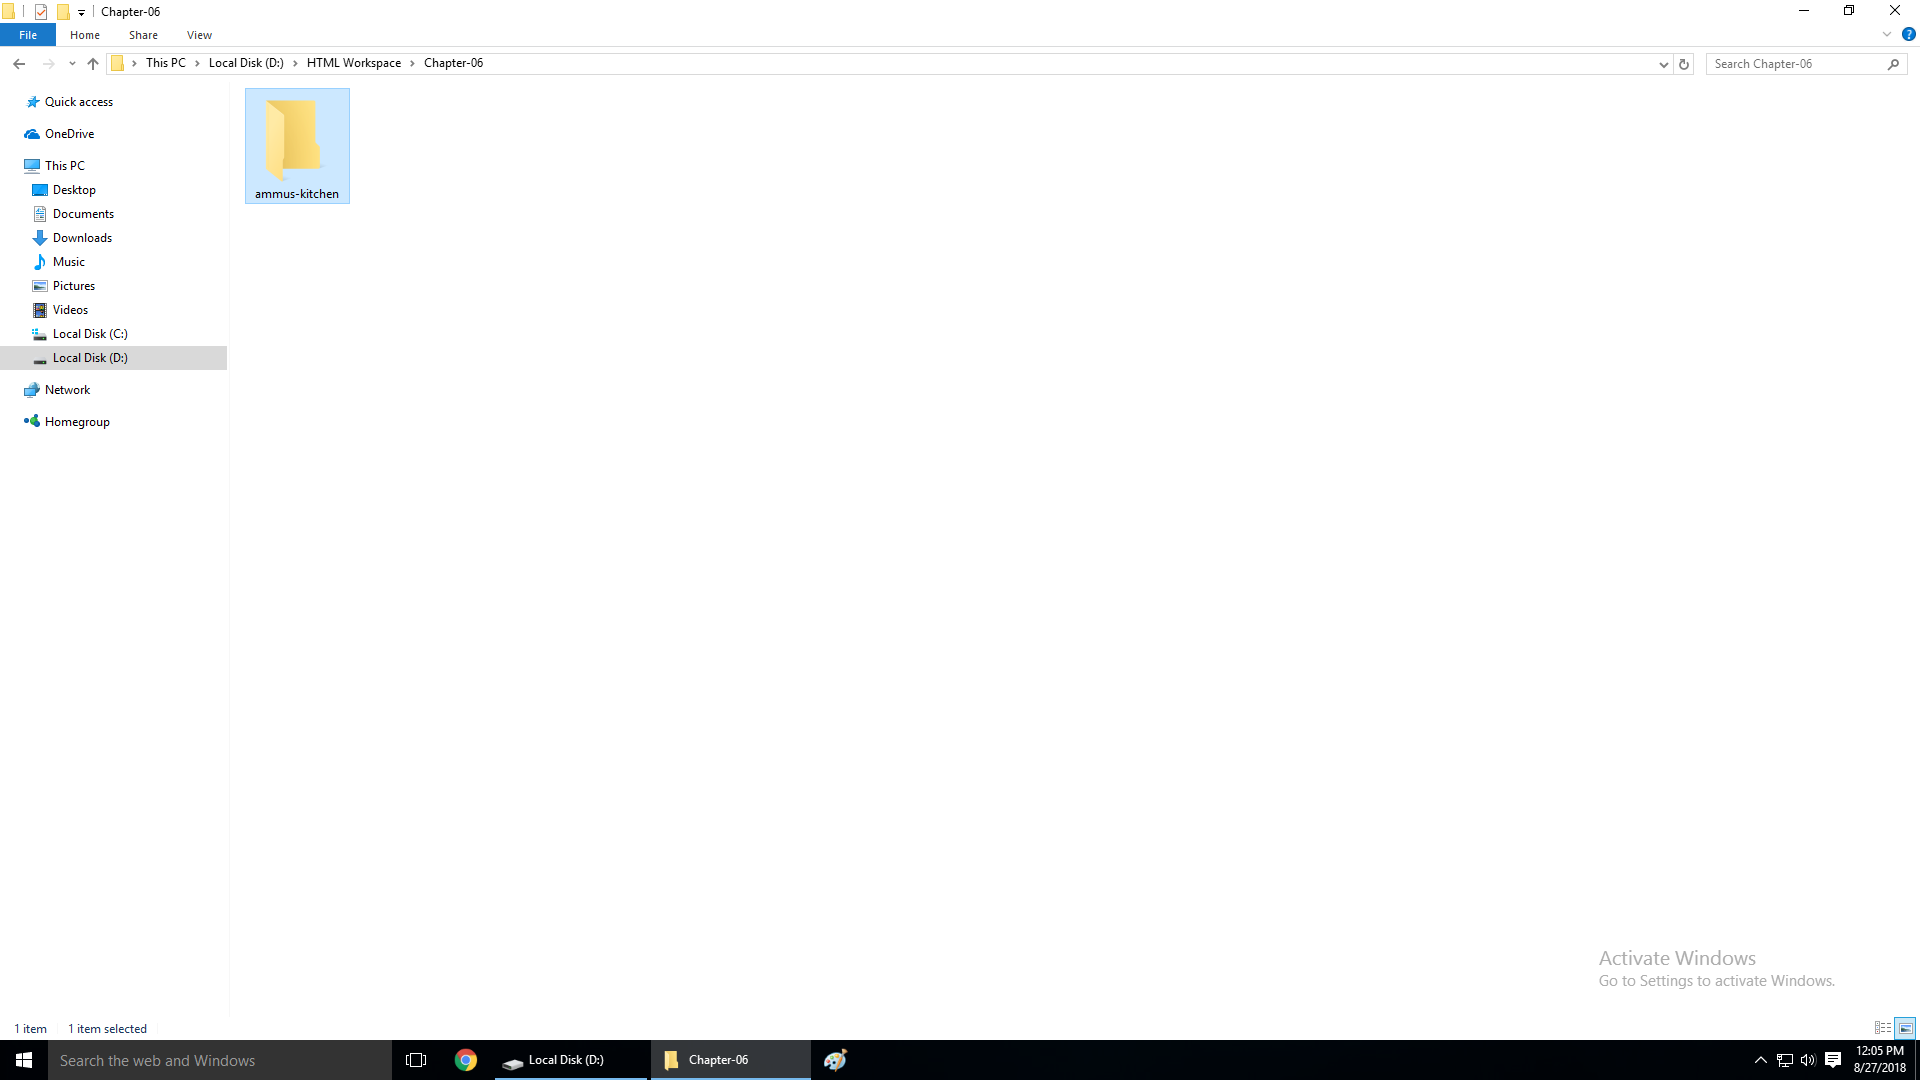 Chapter-06
File Home Share View
This PC Local Disk (D:) HTML Workspace Chapter-06
Search Chapter-06
Quick access
OneDrive
This PC
Desktop
Documents
Downloads
Music
Pictures
Videos
Local Disk (C:)
Local Disk (D:)
Network
Homegroup
ammus-kitchen
Activate Windows
Go to Settings to activate Windows.
1 item 1 item selected
Search the web and Windows
Local Disk (D:)
Chapter-06
12:05 PM
8/27/2018